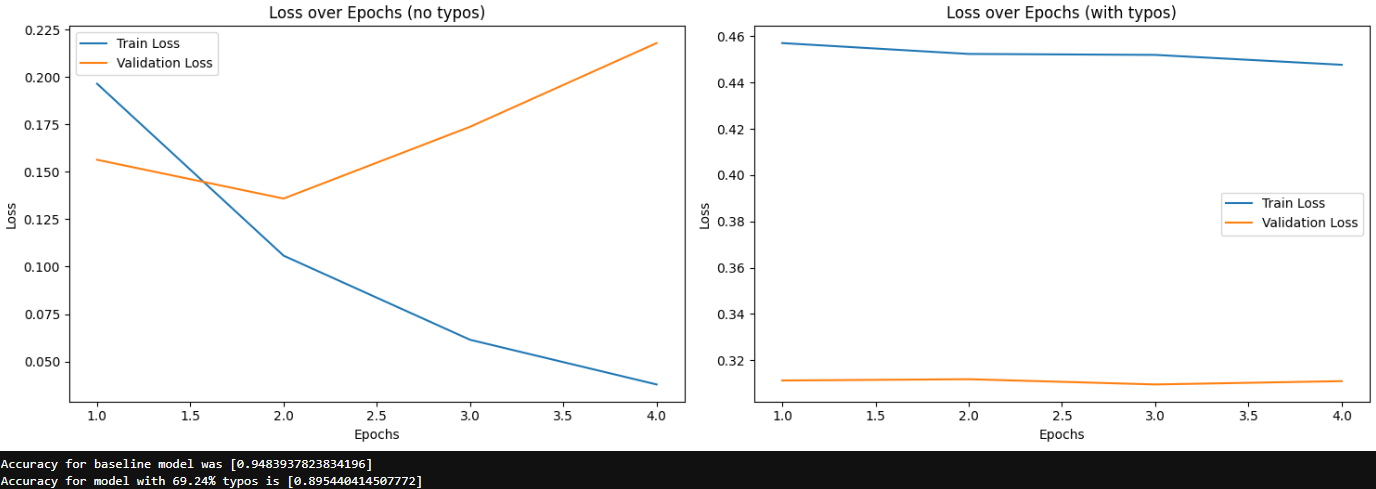 Loss over Epochs (no typos)
Loss over Epochs (with typos)
0.225
0.200
0.175
0.150
0.125
0.100
0.075
0.050
Loss
Train Loss
Validation Loss
1.0
1.5
2.0
2.5
3.0
3.5
4.0
Epochs
0.46
0.44
0.42
0.40
0.38
0.36
0.34
0.32
Loss
Train Loss
Validation Loss
1.0
1.5
2.0
2.5
3.0
3.5
4.0
Epochs
Accuracy for baseline model was [0.9483937823834196]
Accuracy for model with 69.24% typos is [0.895440414507772]